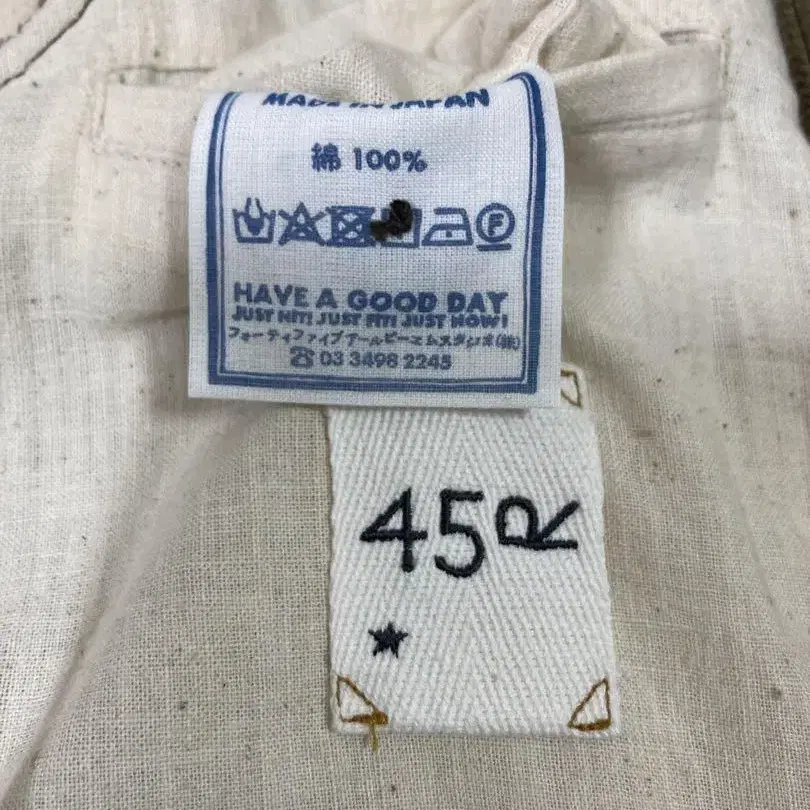 MADE IN JAPAN
綿 100%
F
HAVE A GOOD DAY
JUST HIT! JUST FIT! JUST NOW!
フォーティファイブアールピーエムスタジオ(株)
☎ 03 3498 2245
45R